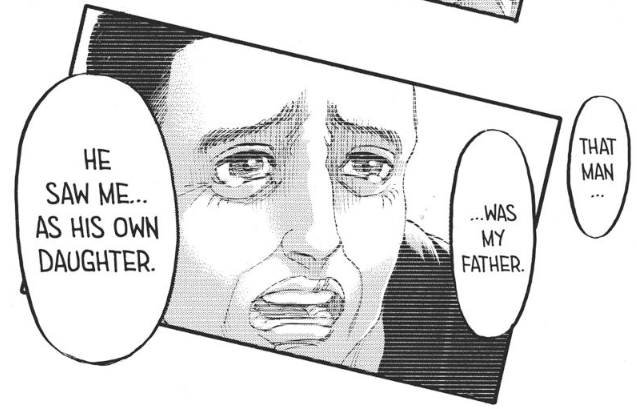 THAT
MAN
...
...WAS
MY
FATHER.
HE
SAW ME...
AS HIS OWN
DAUGHTER.